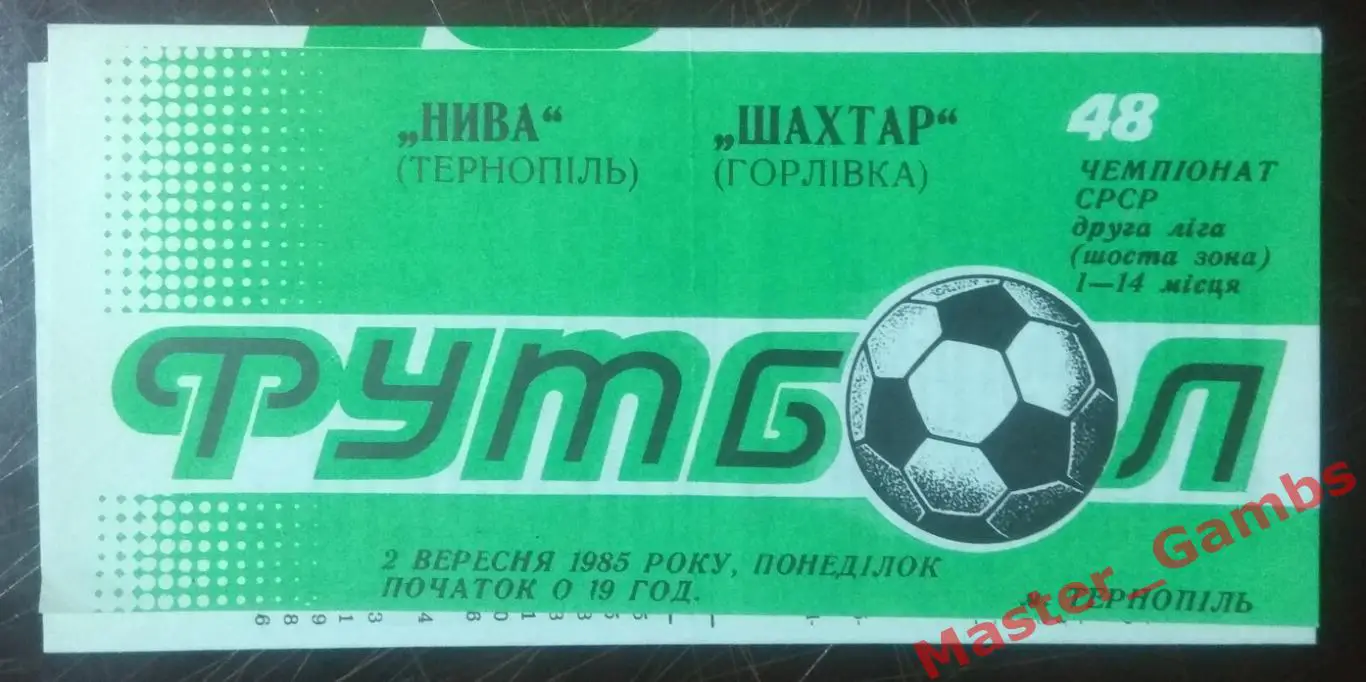 „НИВА“
(ТЕРНОПІЛЬ)
„ШАХТАР“
(ГОРЛІВКА)
48
ЧЕМПІОНАТ
СРСР
друга ліга
(шоста зона)
1—14 місця
ФУТБОЛ
2 ВЕРЕСНЯ 1985 РОКУ, ПОНЕДІЛОК
ПОЧАТОК О 19 ГОД.
ТЕРНОПІЛЬ
Master_Gambs